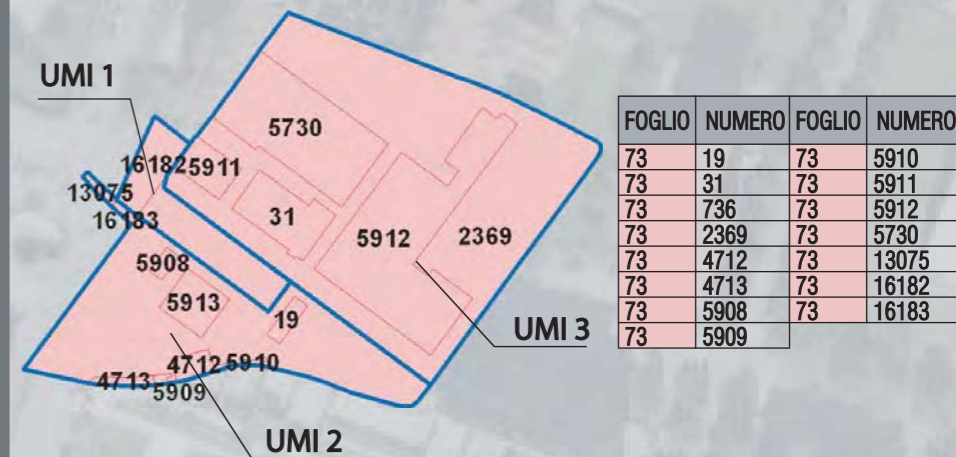 UMI 1
5730
16182 5911
13075
16183
31
5912
2369
5908
5913
19
UMI 3
4712 5910
4713
5909
UMI 2
FOGLIO NUMERO FOGLIO NUMERO
73 19 73 5910
73 31 73 5911
73 736 73 5912
73 2369 73 5730
73 4712 73 13075
73 4713 73 16182
73 5908 73 16183
73 5909